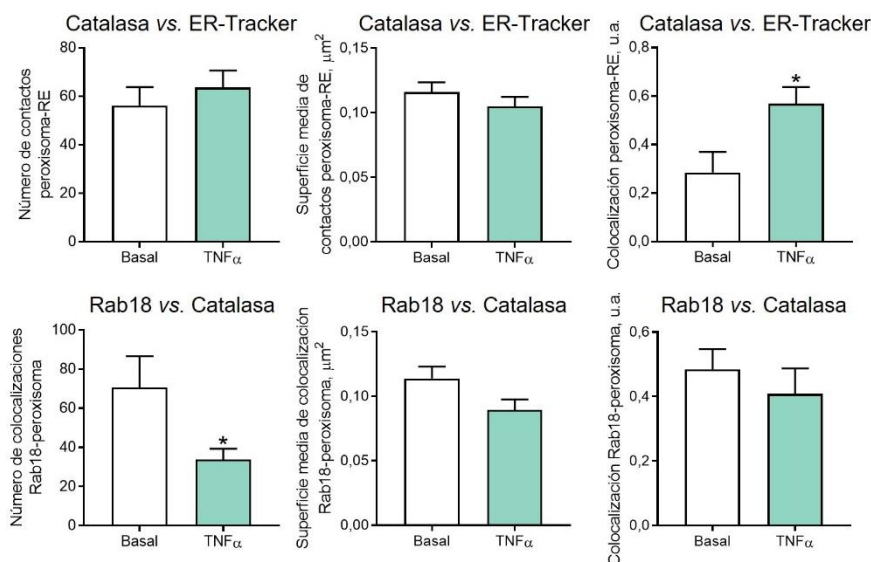 Catalasa vs. ER-Tracker
Número de contactos
peroxisoma-RE
80
60
40
20
0
Basal
TNFα
Catalasa vs. ER-Tracker
Superficie media de
contactos peroxisoma-RE, μm²
0,15
0,10
0,05
0,00
Basal
TNFα
Catalasa vs. ER-Tracker
Colocalización peroxisoma-RE, u.a.
0,8
0,6
0,4
0,2
0,0
*
Basal
TNFα
Rab18 vs. Catalasa
Número de colocalizaciones
Rab18-peroxisoma
100
80
60
40
20
0
*
Basal
TNFα
Rab18 vs. Catalasa
Superficie media de colocalización
Rab18-peroxisoma, μm²
0,15
0,10
0,05
0,00
Basal
TNFα
Rab18 vs. Catalasa
Colocalización Rab18-peroxisoma, u.a.
0,6
0,4
0,2
0,0
Basal
TNFα